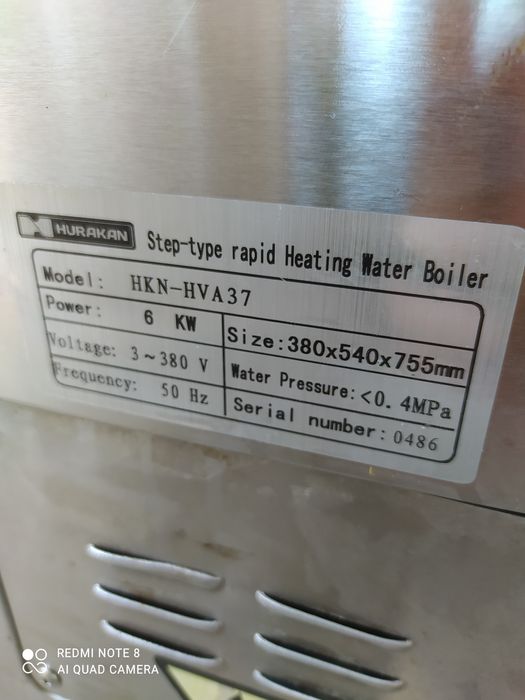 HURAKAN Step-type rapid Heating Water Boiler
Model: HKN-HVA37
Power: 6 KW
Size:380x540x755mm
Voltage: 3~380 V
Water Pressure:<0.4MPa
Frequency: 50 Hz
Serial number:0486
REDMI NOTE 8
AI QUAD CAMERA